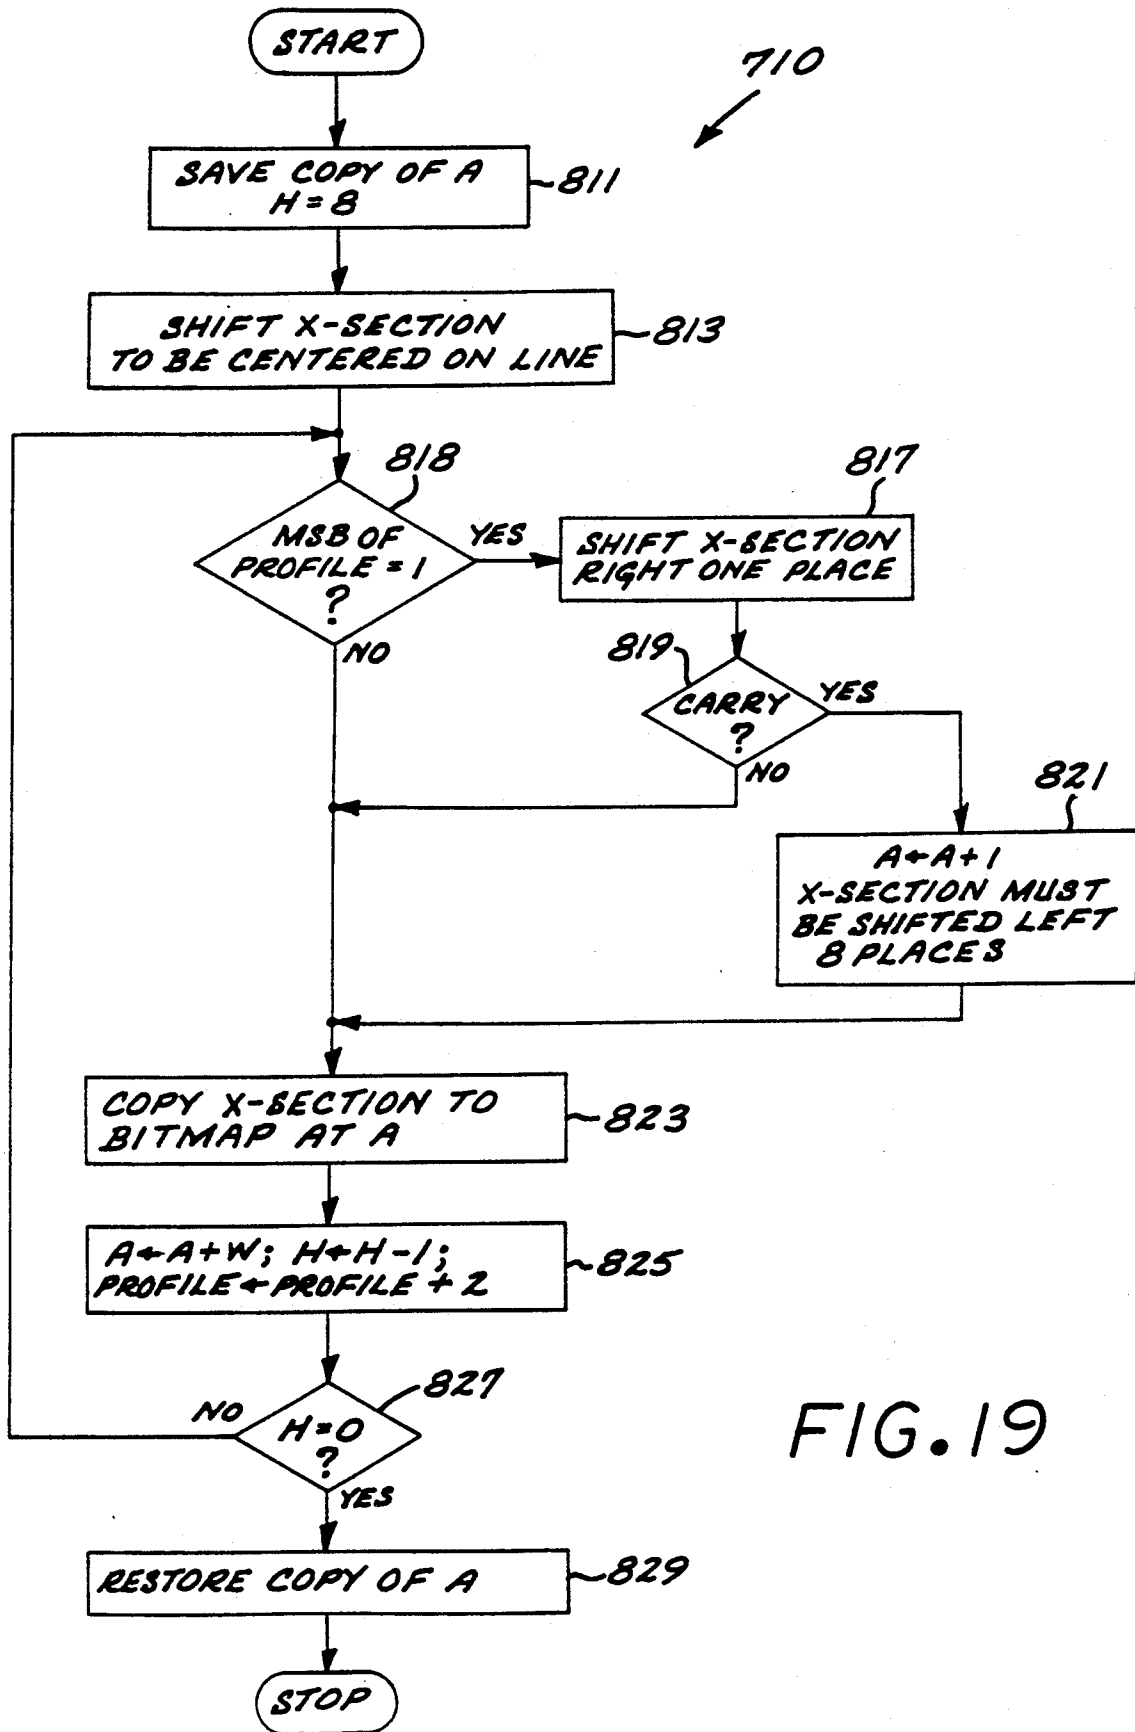 START
710
SAVE COPY OF A
H = 8
811
SHIFT X-SECTION
TO BE CENTERED ON LINE
813
818
MSB OF
PROFILE = 1
?
YES
NO
817
SHIFT X-SECTION
RIGHT ONE PLACE
819
CARRY
?
YES
NO
821
A←A+1
X-SECTION MUST
BE SHIFTED LEFT
8 PLACES
COPY X-SECTION TO
BITMAP AT A
823
A←A+W; H←H-1;
PROFILE←PROFILE + 2
825
827
H=0
?
NO
YES
FIG. 19
RESTORE COPY OF A
829
STOP